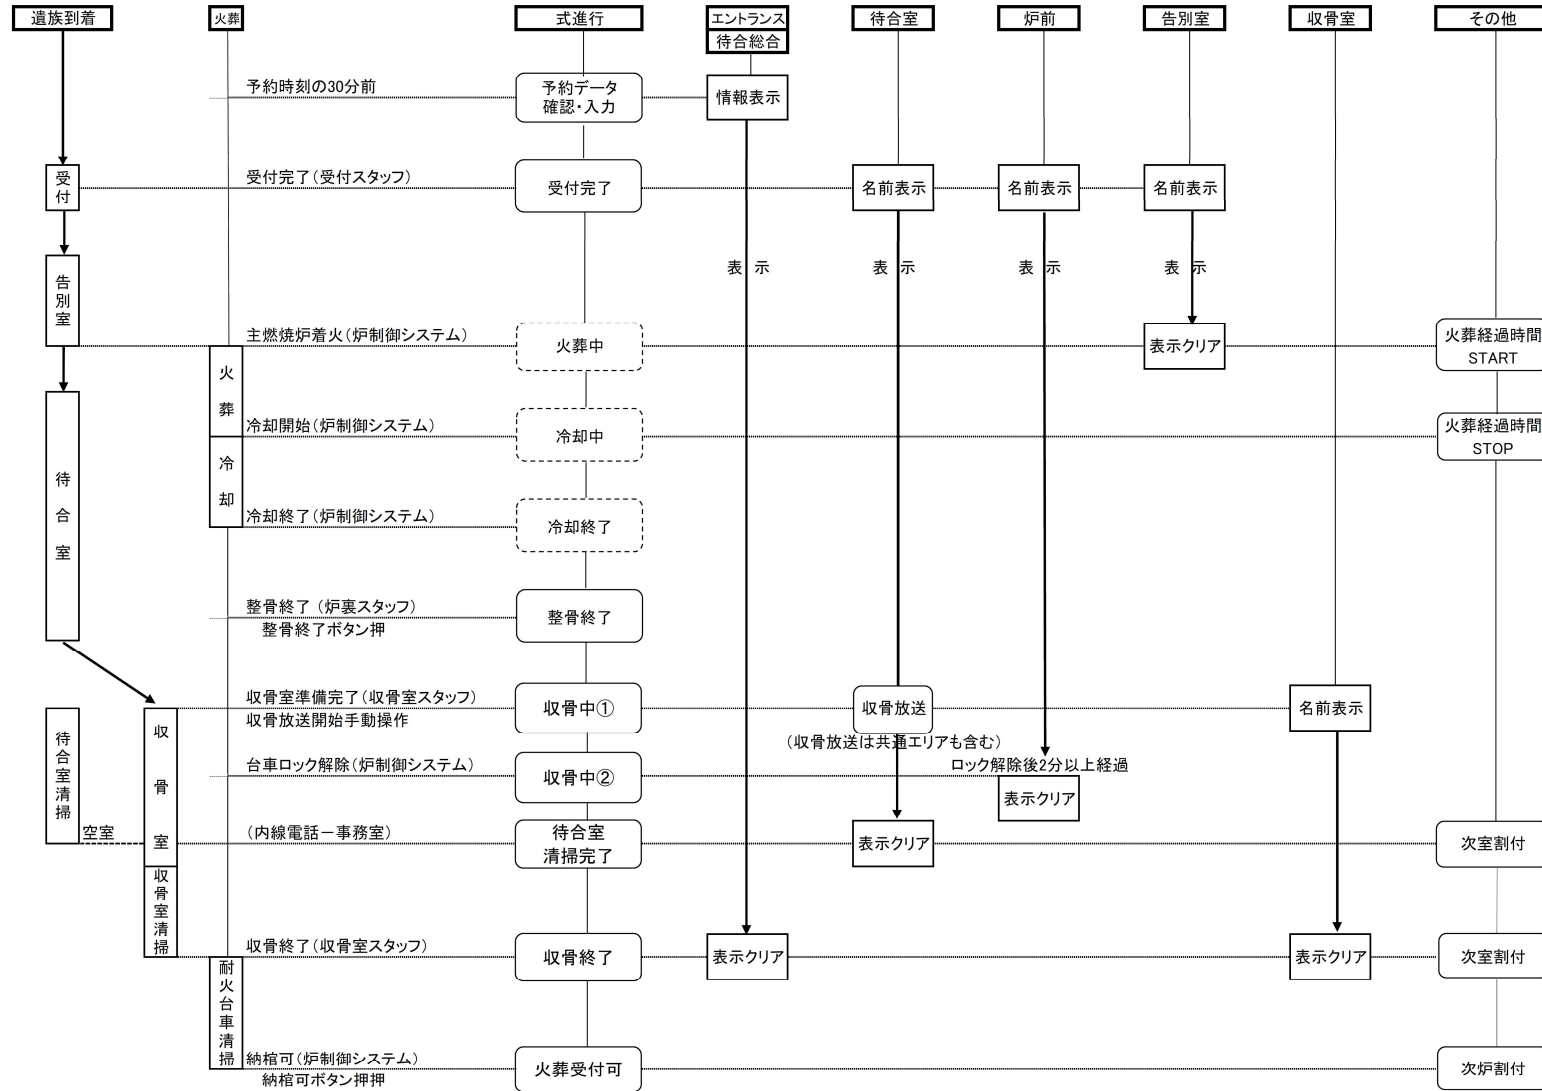 遺族到着
火葬
式進行
エントランス
待合総合
待合室
炉前
告別室
収骨室
その他
予約時刻の30分前
予約データ
確認・入力
情報表示
受付
受付完了(受付スタッフ)
受付完了
名前表示
名前表示
名前表示
告別室
表 示
表 示
表 示
表 示
主燃焼炉着火(炉制御システム)
火葬中
表示クリア
火葬経過時間
START
火葬
冷却開始(炉制御システム)
冷却中
火葬経過時間
STOP
冷却
待合室
冷却終了(炉制御システム)
冷却終了
整骨終了(炉裏スタッフ)
整骨終了ボタン押
整骨終了
収骨室準備完了(収骨室スタッフ)
収骨放送開始手動操作
収骨中①
収骨放送
名前表示
(収骨放送は共通エリアも含む)
待合室清掃
収骨室
台車ロック解除(炉制御システム)
収骨中②
ロック解除後2分以上経過
表示クリア
空室
(内線電話－事務室)
待合室
清掃完了
表示クリア
次室割付
収骨室清掃
収骨終了(収骨室スタッフ)
収骨終了
表示クリア
表示クリア
次室割付
耐火台車清掃
納棺可(炉制御システム)
納棺可ボタン押押
火葬受付可
次炉割付